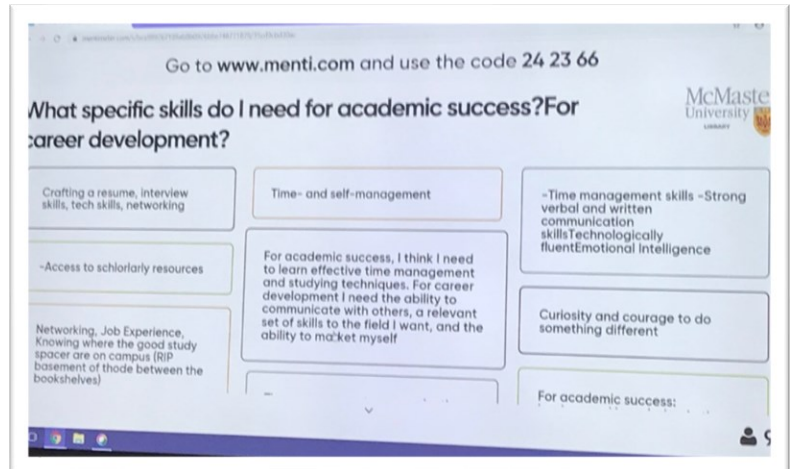 Go to www.menti.com and use the code 24 23 66
McMaste
University
LIBRARY
What specific skills do I need for academic success?For
career development?
Crafting a resume, interview
skills, tech skills, networking
-Access to schlorlarly resources
Networking, Job Experience,
Knowing where the good study
spacer are on campus (RIP
basement of thode between the
bookshelves)
Time- and self-management
For academic success, I think I need
to learn effective time management
and studying techniques. For career
development I need the ability to
communicate with others, a relevant
set of skills to the field I want, and the
ability to market myself
-Time management skills -Strong
verbal and written
communication
skillsTechnologically
fluentEmotional Intelligence
Curiosity and courage to do
something different
For academic success: